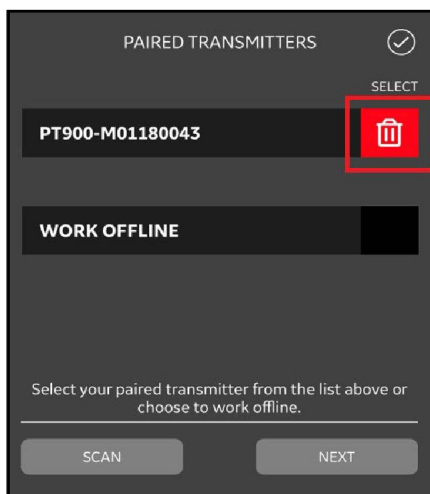 PAIRED TRANSMITTERS
SELECT
PT900-M01180043
WORK OFFLINE
Select your paired transmitter from the list above or
choose to work offline.
SCAN NEXT